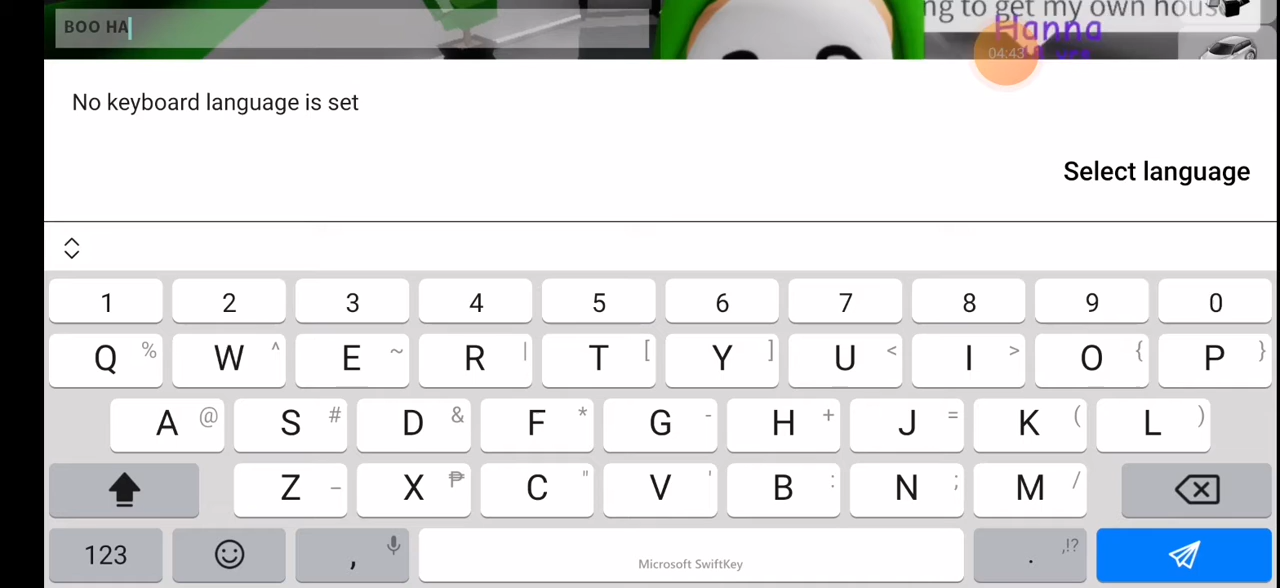 ng to get my own hous
BOO HA
Hanna
04:43
No keyboard language is set
Select language
1 2 3 4 5 6 7 8 9 0
Q % W ^ E ~ R | T [ Y ] U < I > O { P }
A @ S # D & F * G - H + J = K ( L )
Z _ X ₱ C " V ' B : N ; M /
123 , Microsoft SwiftKey . ,!?